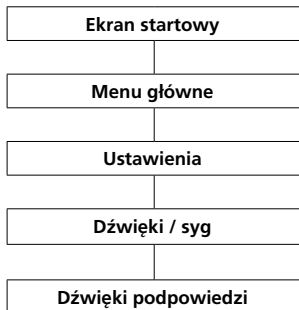 Ekran startowy
Menu główne
Ustawienia
Dźwięki / syg
Dźwięki podpowiedzi